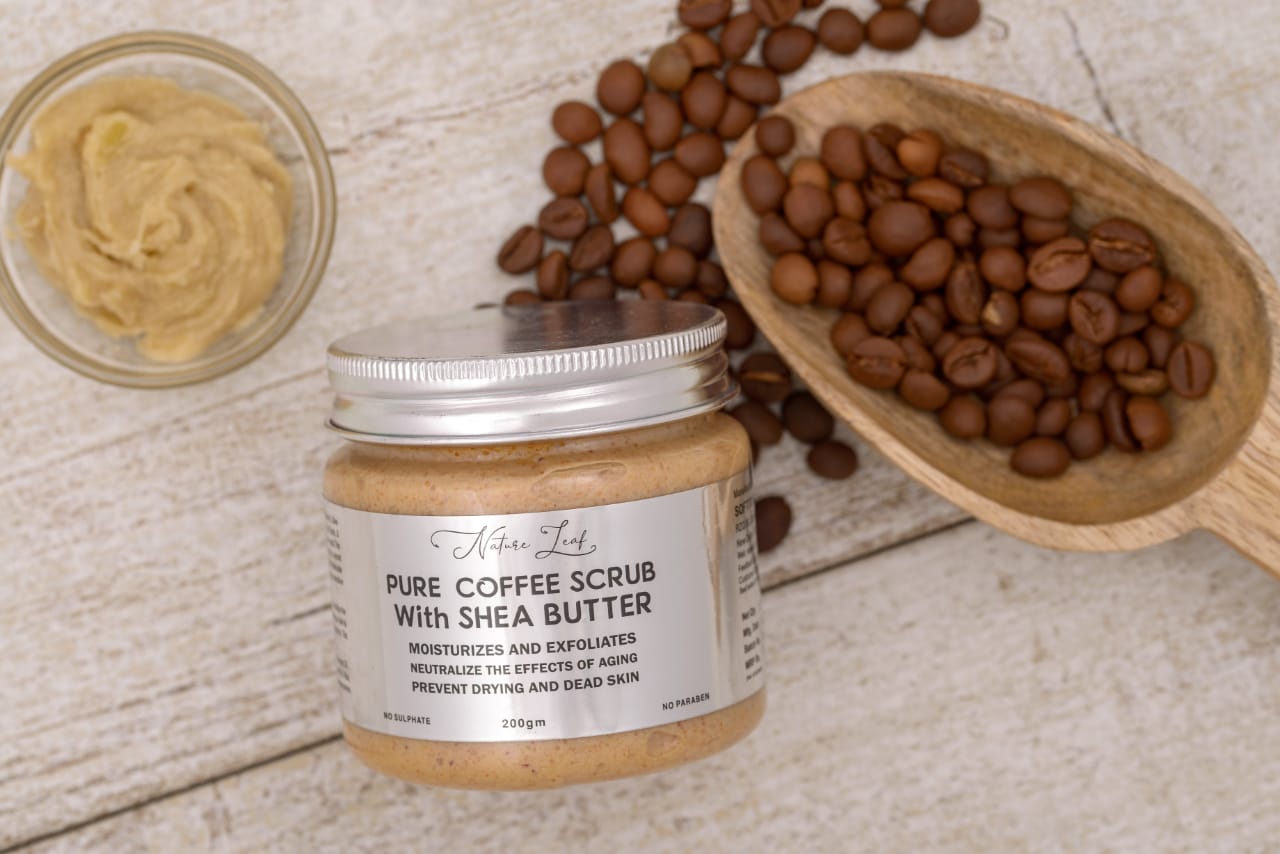 Nature Leaf
PURE COFFEE SCRUB
With SHEA BUTTER
MOISTURIZES AND EXFOLIATES
NEUTRALIZE THE EFFECTS OF AGING
PREVENT DRYING AND DEAD SKIN
NO SULPHATE
200gm
NO PARABEN